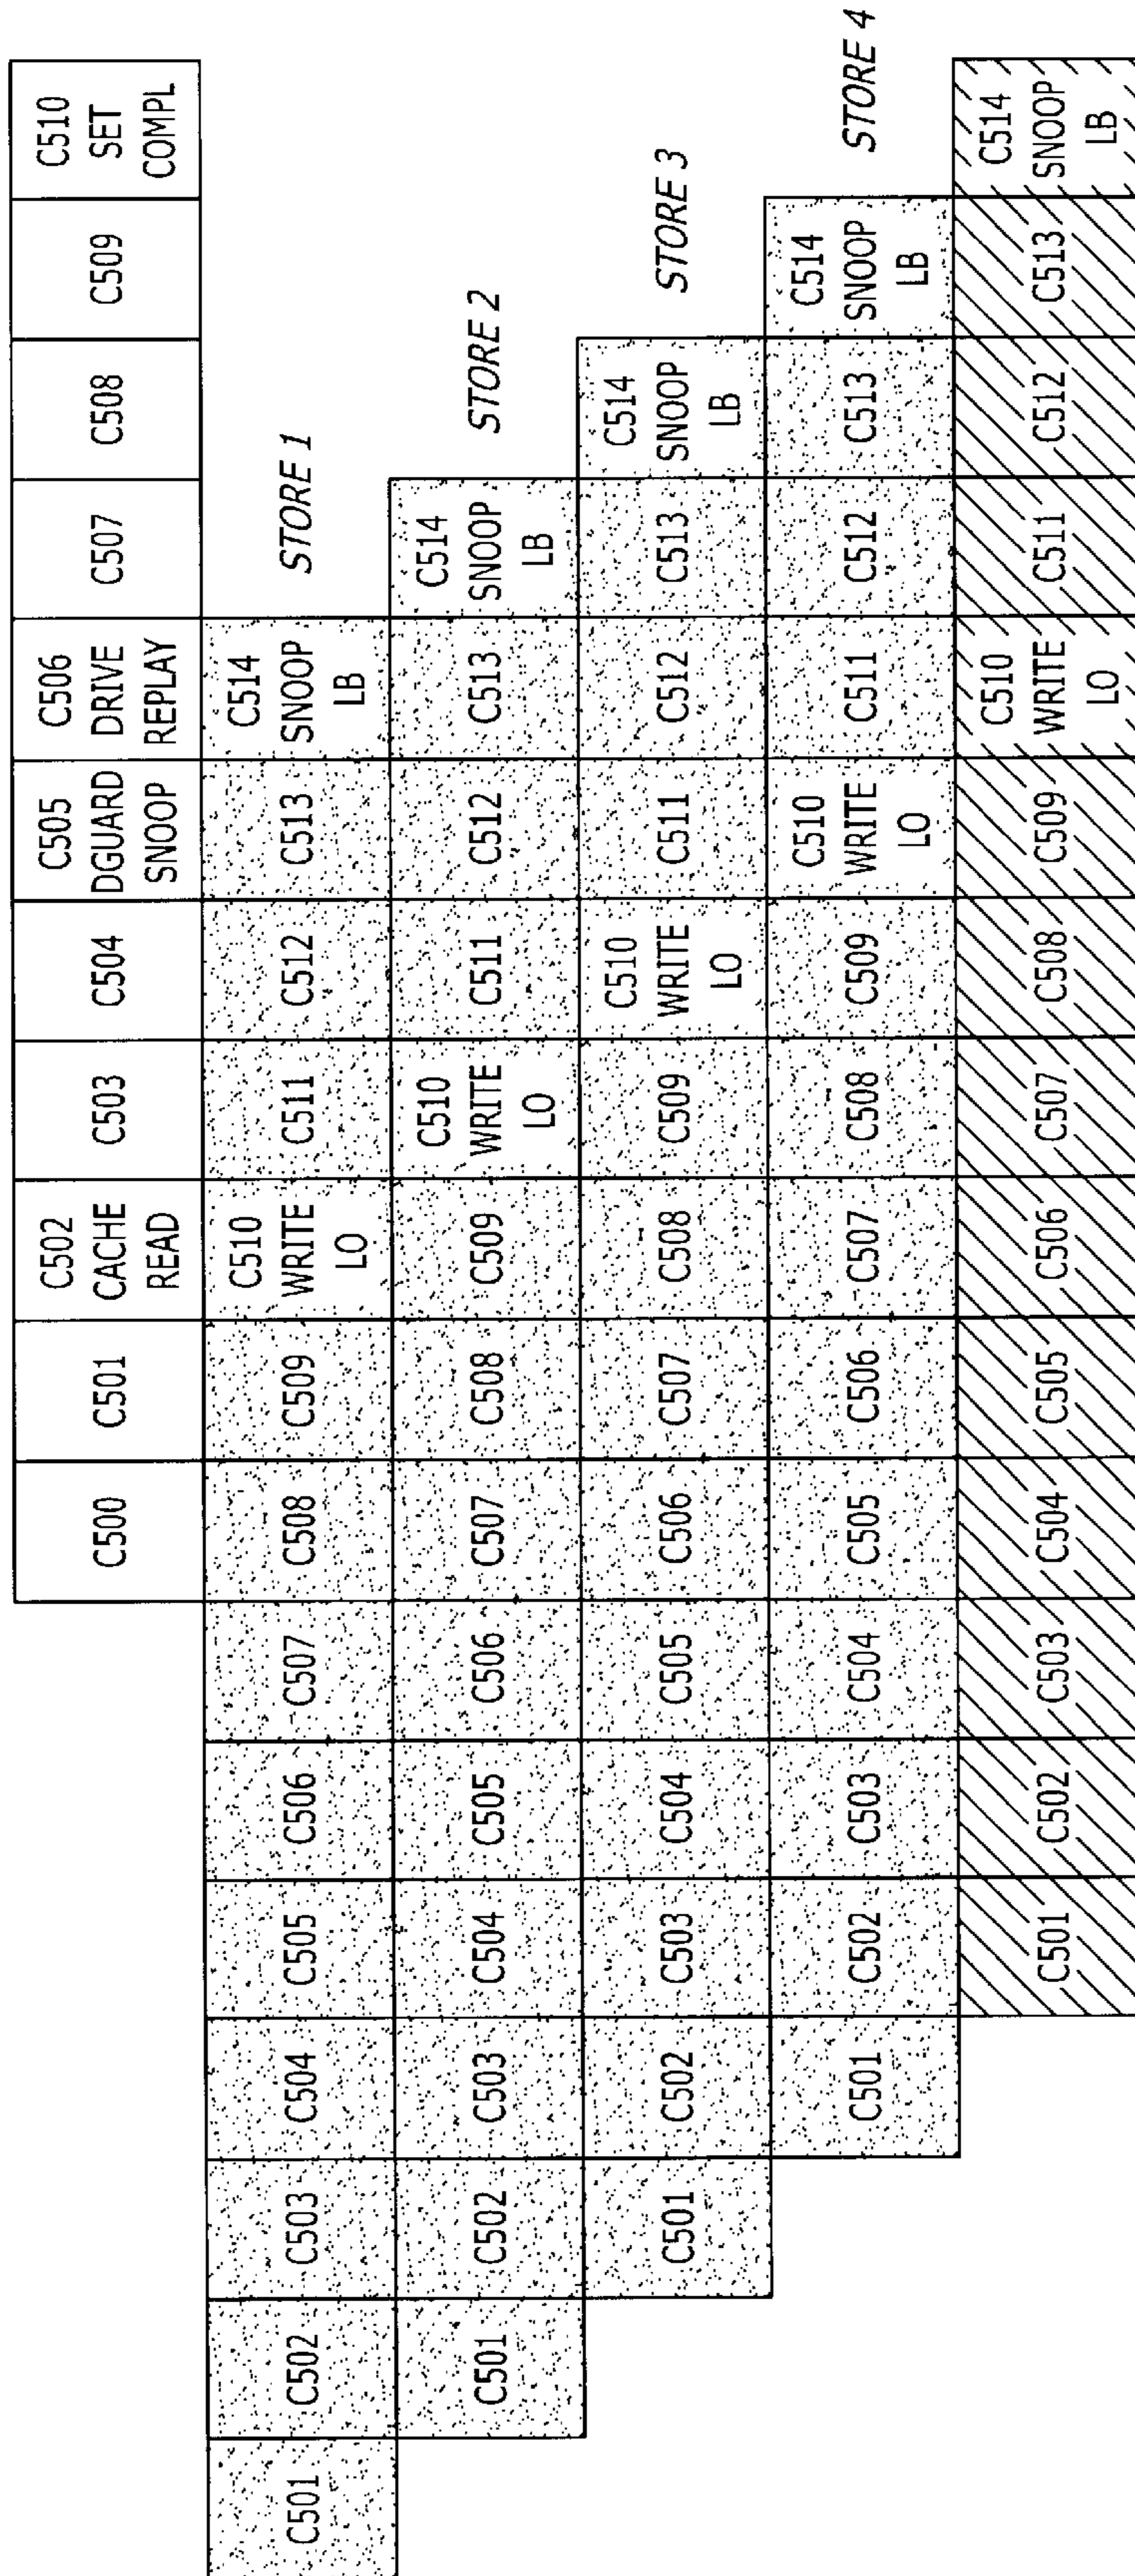 C500
C501
C502
CACHE
READ
C503
C504
C505
DGUARD
SNOOP
C506
DRIVE
REPLAY
C507
C508
C509
C510
SET
COMPL
C501
C502
C503
C504
C505
C506
C507
C508
C509
C510
WRITE
LO
C511
C512
C513
C514
SNOOP
LB
STORE 1
C501
C502
C503
C504
C505
C506
C507
C508
C509
C510
WRITE
LO
C511
C512
C513
C514
SNOOP
LB
STORE 2
C501
C502
C503
C504
C505
C506
C507
C508
C509
C510
WRITE
LO
C511
C512
C513
C514
SNOOP
LB
STORE 3
C501
C502
C503
C504
C505
C506
C507
C508
C509
C510
WRITE
LO
C511
C512
C513
C514
SNOOP
LB
STORE 4
C501
C502
C503
C504
C505
C506
C507
C508
C509
C510
WRITE
LO
C511
C512
C513
C514
SNOOP
LB